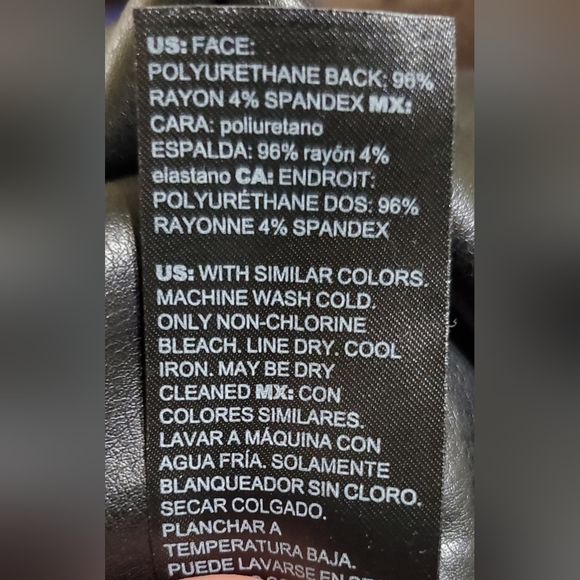 US: FACE:
POLYURETHANE BACK: 96%
RAYON 4% SPANDEX MX:
CARA: poliuretano
ESPALDA: 96% rayón 4%
elastano CA: ENDROIT:
POLYURÉTHANE DOS: 96%
RAYONNE 4% SPANDEX
US: WITH SIMILAR COLORS.
MACHINE WASH COLD.
ONLY NON-CHLORINE
BLEACH. LINE DRY. COOL
IRON. MAY BE DRY
CLEANED MX: CON
COLORES SIMILARES.
LAVAR A MÁQUINA CON
AGUA FRÍA. SOLAMENTE
BLANQUEADOR SIN CLORO.
SECAR COLGADO.
PLANCHAR A
TEMPERATURA BAJA.
PUEDE LAVARSE EN